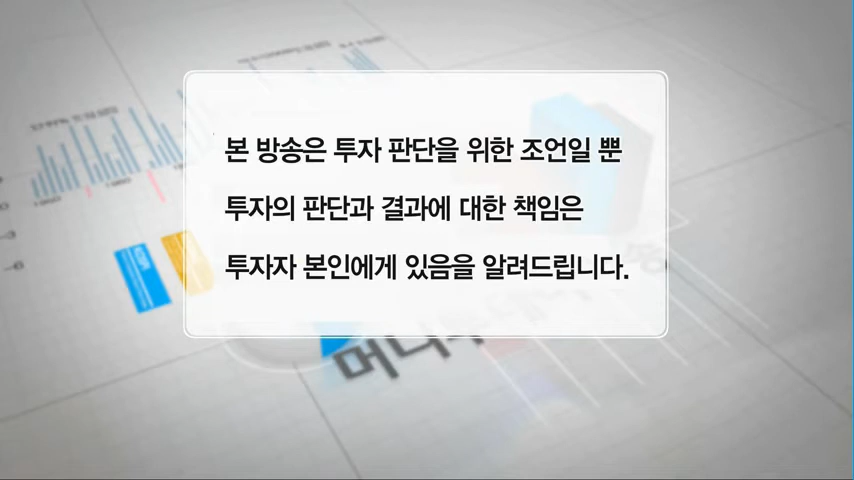 본 방송은 투자 판단을 위한 조언일 뿐
투자의 판단과 결과에 대한 책임은
투자자 본인에게 있음을 알려드립니다.